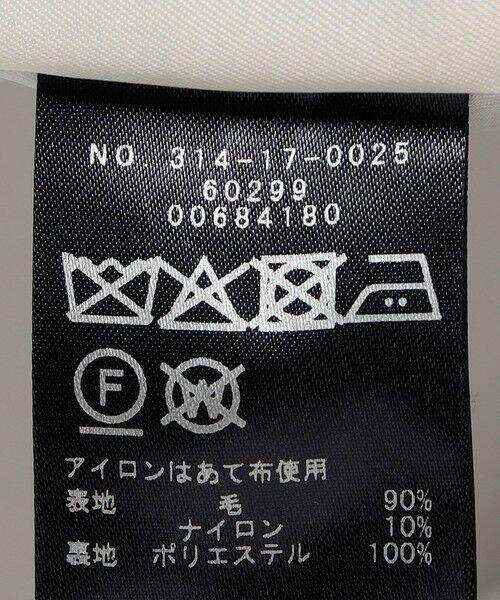 NO. 314-17-0025
60299
00684180
F W
アイロンはあて布使用
表地 毛 90%
ナイロン 10%
裏地 ポリエステル 100%